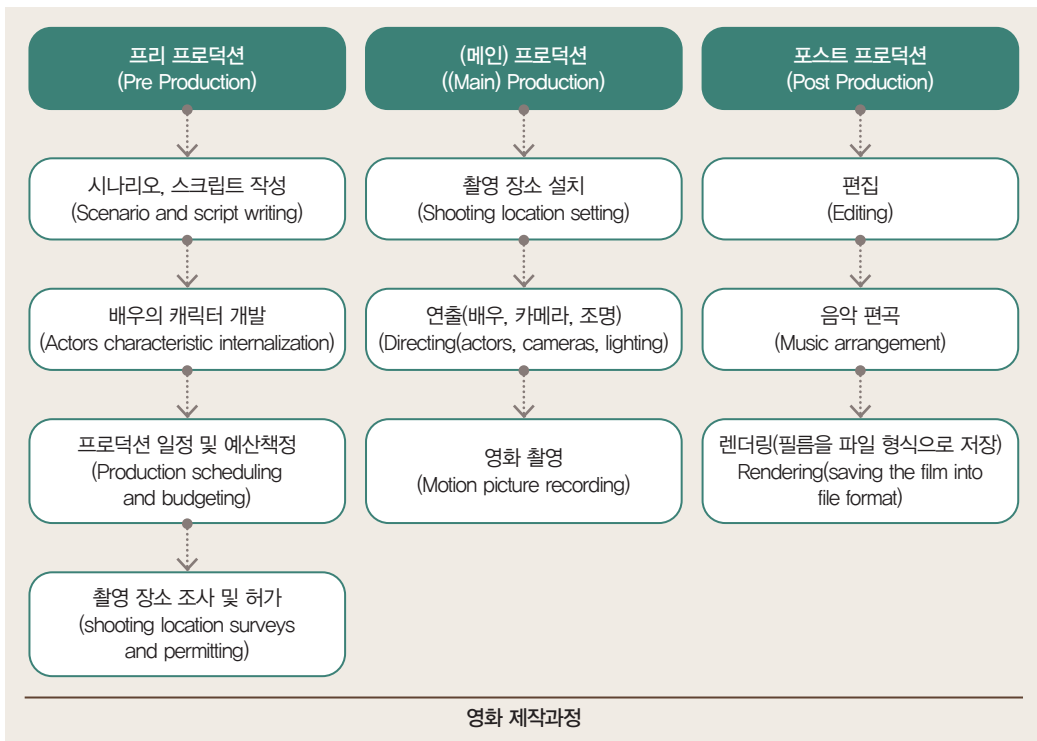 프리 프로덕션
(Pre Production)
시나리오, 스크립트 작성
(Scenario and script writing)
배우의 캐릭터 개발
(Actors characteristic internalization)
프로덕션 일정 및 예산책정
(Production scheduling
and budgeting)
촬영 장소 조사 및 허가
(shooting location surveys
and permitting)
(메인) 프로덕션
((Main) Production)
촬영 장소 설치
(Shooting location setting)
연출(배우, 카메라, 조명)
(Directing(actors, cameras, lighting)
영화 촬영
(Motion picture recording)
포스트 프로덕션
(Post Production)
편집
(Editing)
음악 편곡
(Music arrangement)
렌더링(필름을 파일 형식으로 저장)
Rendering(saving the film into
file format)
영화 제작과정